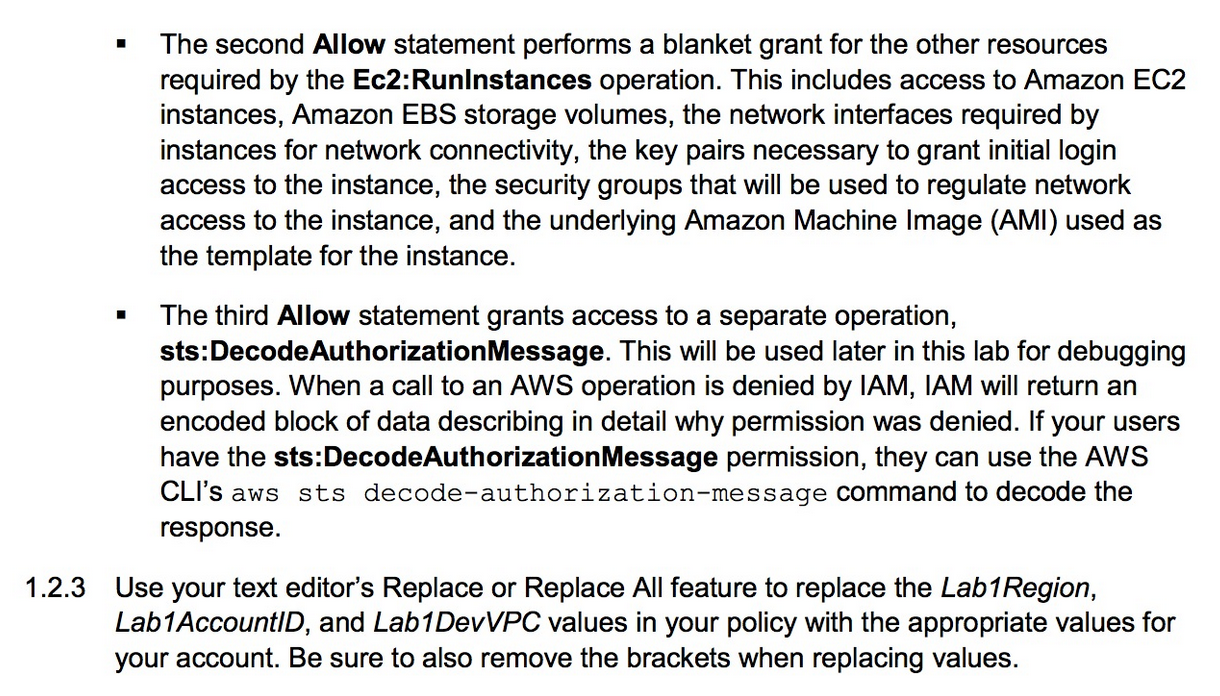 ▪ The second Allow statement performs a blanket grant for the other resources
required by the Ec2:RunInstances operation. This includes access to Amazon EC2
instances, Amazon EBS storage volumes, the network interfaces required by
instances for network connectivity, the key pairs necessary to grant initial login
access to the instance, the security groups that will be used to regulate network
access to the instance, and the underlying Amazon Machine Image (AMI) used as
the template for the instance.
▪ The third Allow statement grants access to a separate operation,
sts:DecodeAuthorizationMessage. This will be used later in this lab for debugging
purposes. When a call to an AWS operation is denied by IAM, IAM will return an
encoded block of data describing in detail why permission was denied. If your users
have the sts:DecodeAuthorizationMessage permission, they can use the AWS
CLI’s aws sts decode-authorization-message command to decode the
response.
1.2.3 Use your text editor’s Replace or Replace All feature to replace the Lab1Region,
Lab1AccountID, and Lab1DevVPC values in your policy with the appropriate values for
your account. Be sure to also remove the brackets when replacing values.